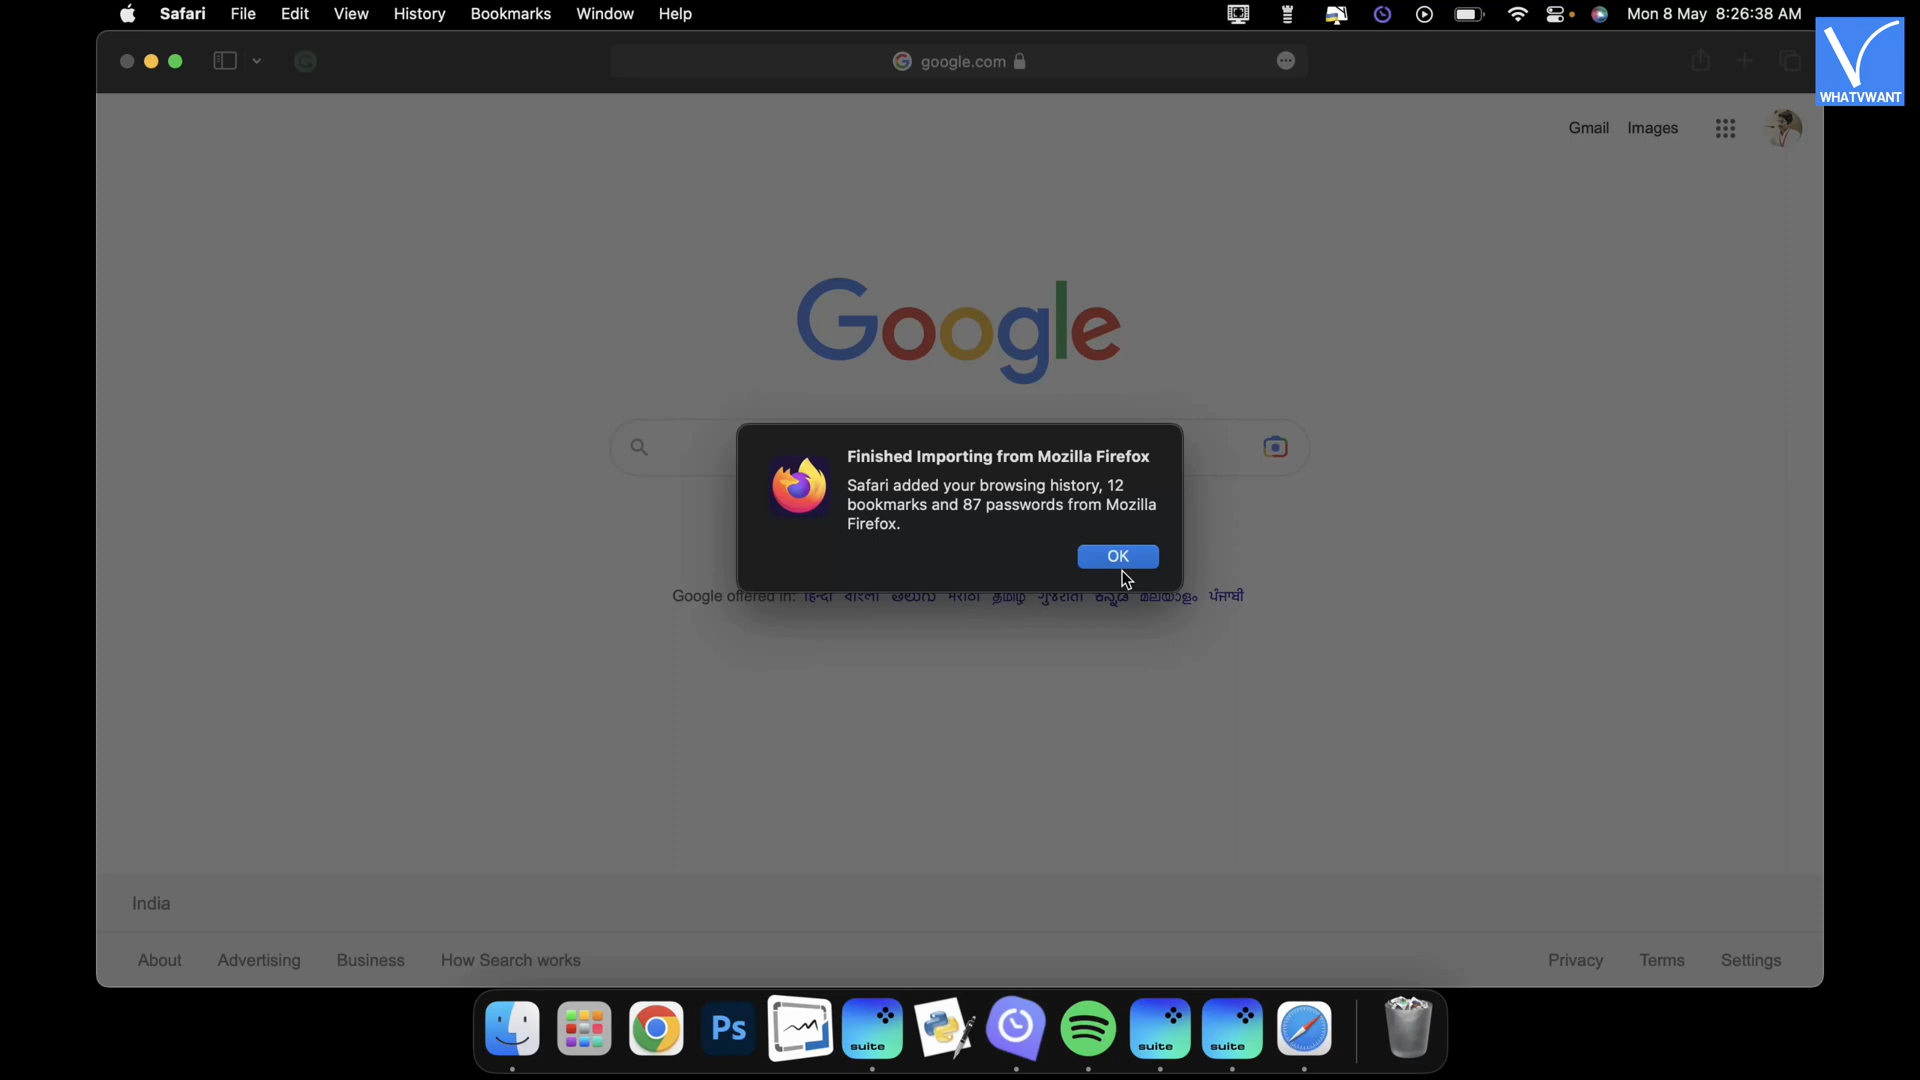 Safari File Edit View History Bookmarks Window Help
Mon 8 May 8:26:38 AM
WHATVWANT
google.com
Gmail Images
Google
Finished Importing from Mozilla Firefox
Safari added your browsing history, 12
bookmarks and 87 passwords from Mozilla
Firefox.
OK
Google offered in: हिन्दी বাংলা తెలుగు मराठी தமிழ் ગુજરાતી ಕನ್ನಡ മലയാളം ਪੰਜਾਬੀ
India
About Advertising Business How Search works
Privacy Terms Settings
Ps
suite
suite
suite